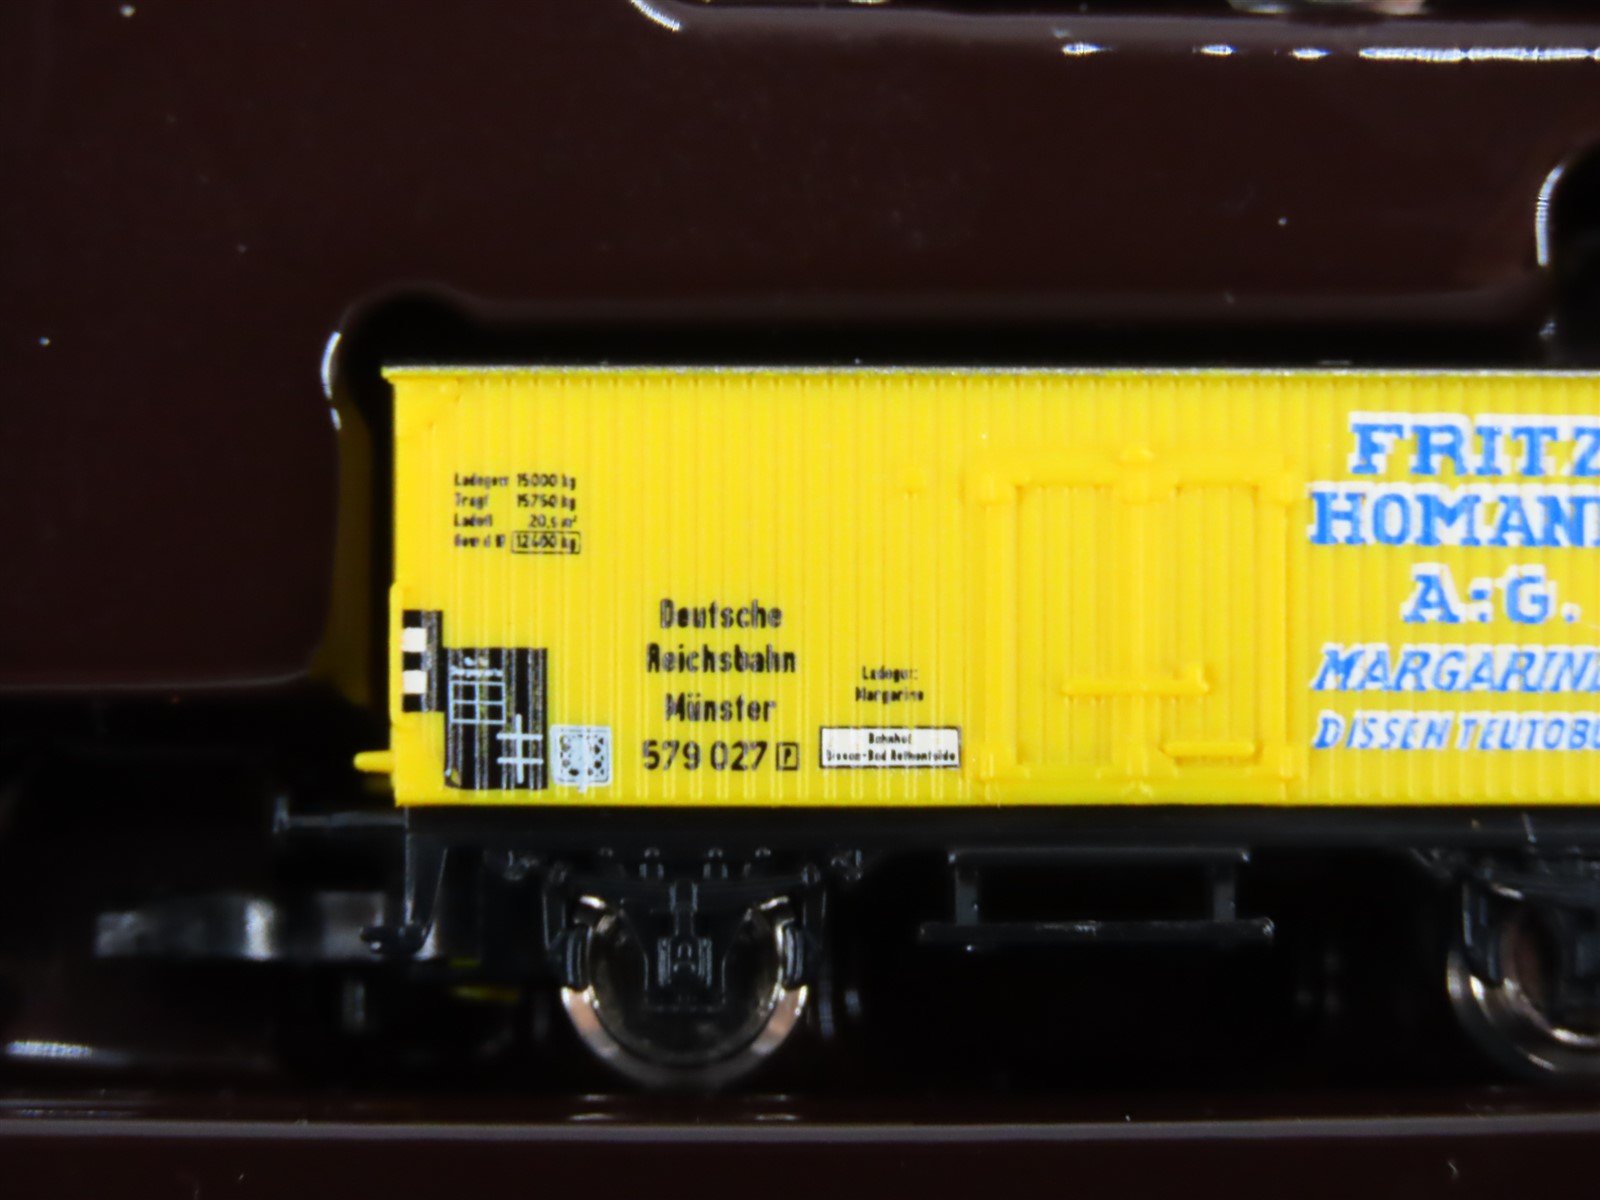 Ladegew 15000 kg
Tragf 15750 kg
Ladefl 20,5 m²
12400 kg
Deutsche
Reichsbahn
Münster
579 027 P
Ladegut:
Margarine
Bahnhof
Dissen-Bad Rothenfelde
FRITZ
HOMANN
A:G.
MARGARINE
DISSEN TEUTOBU